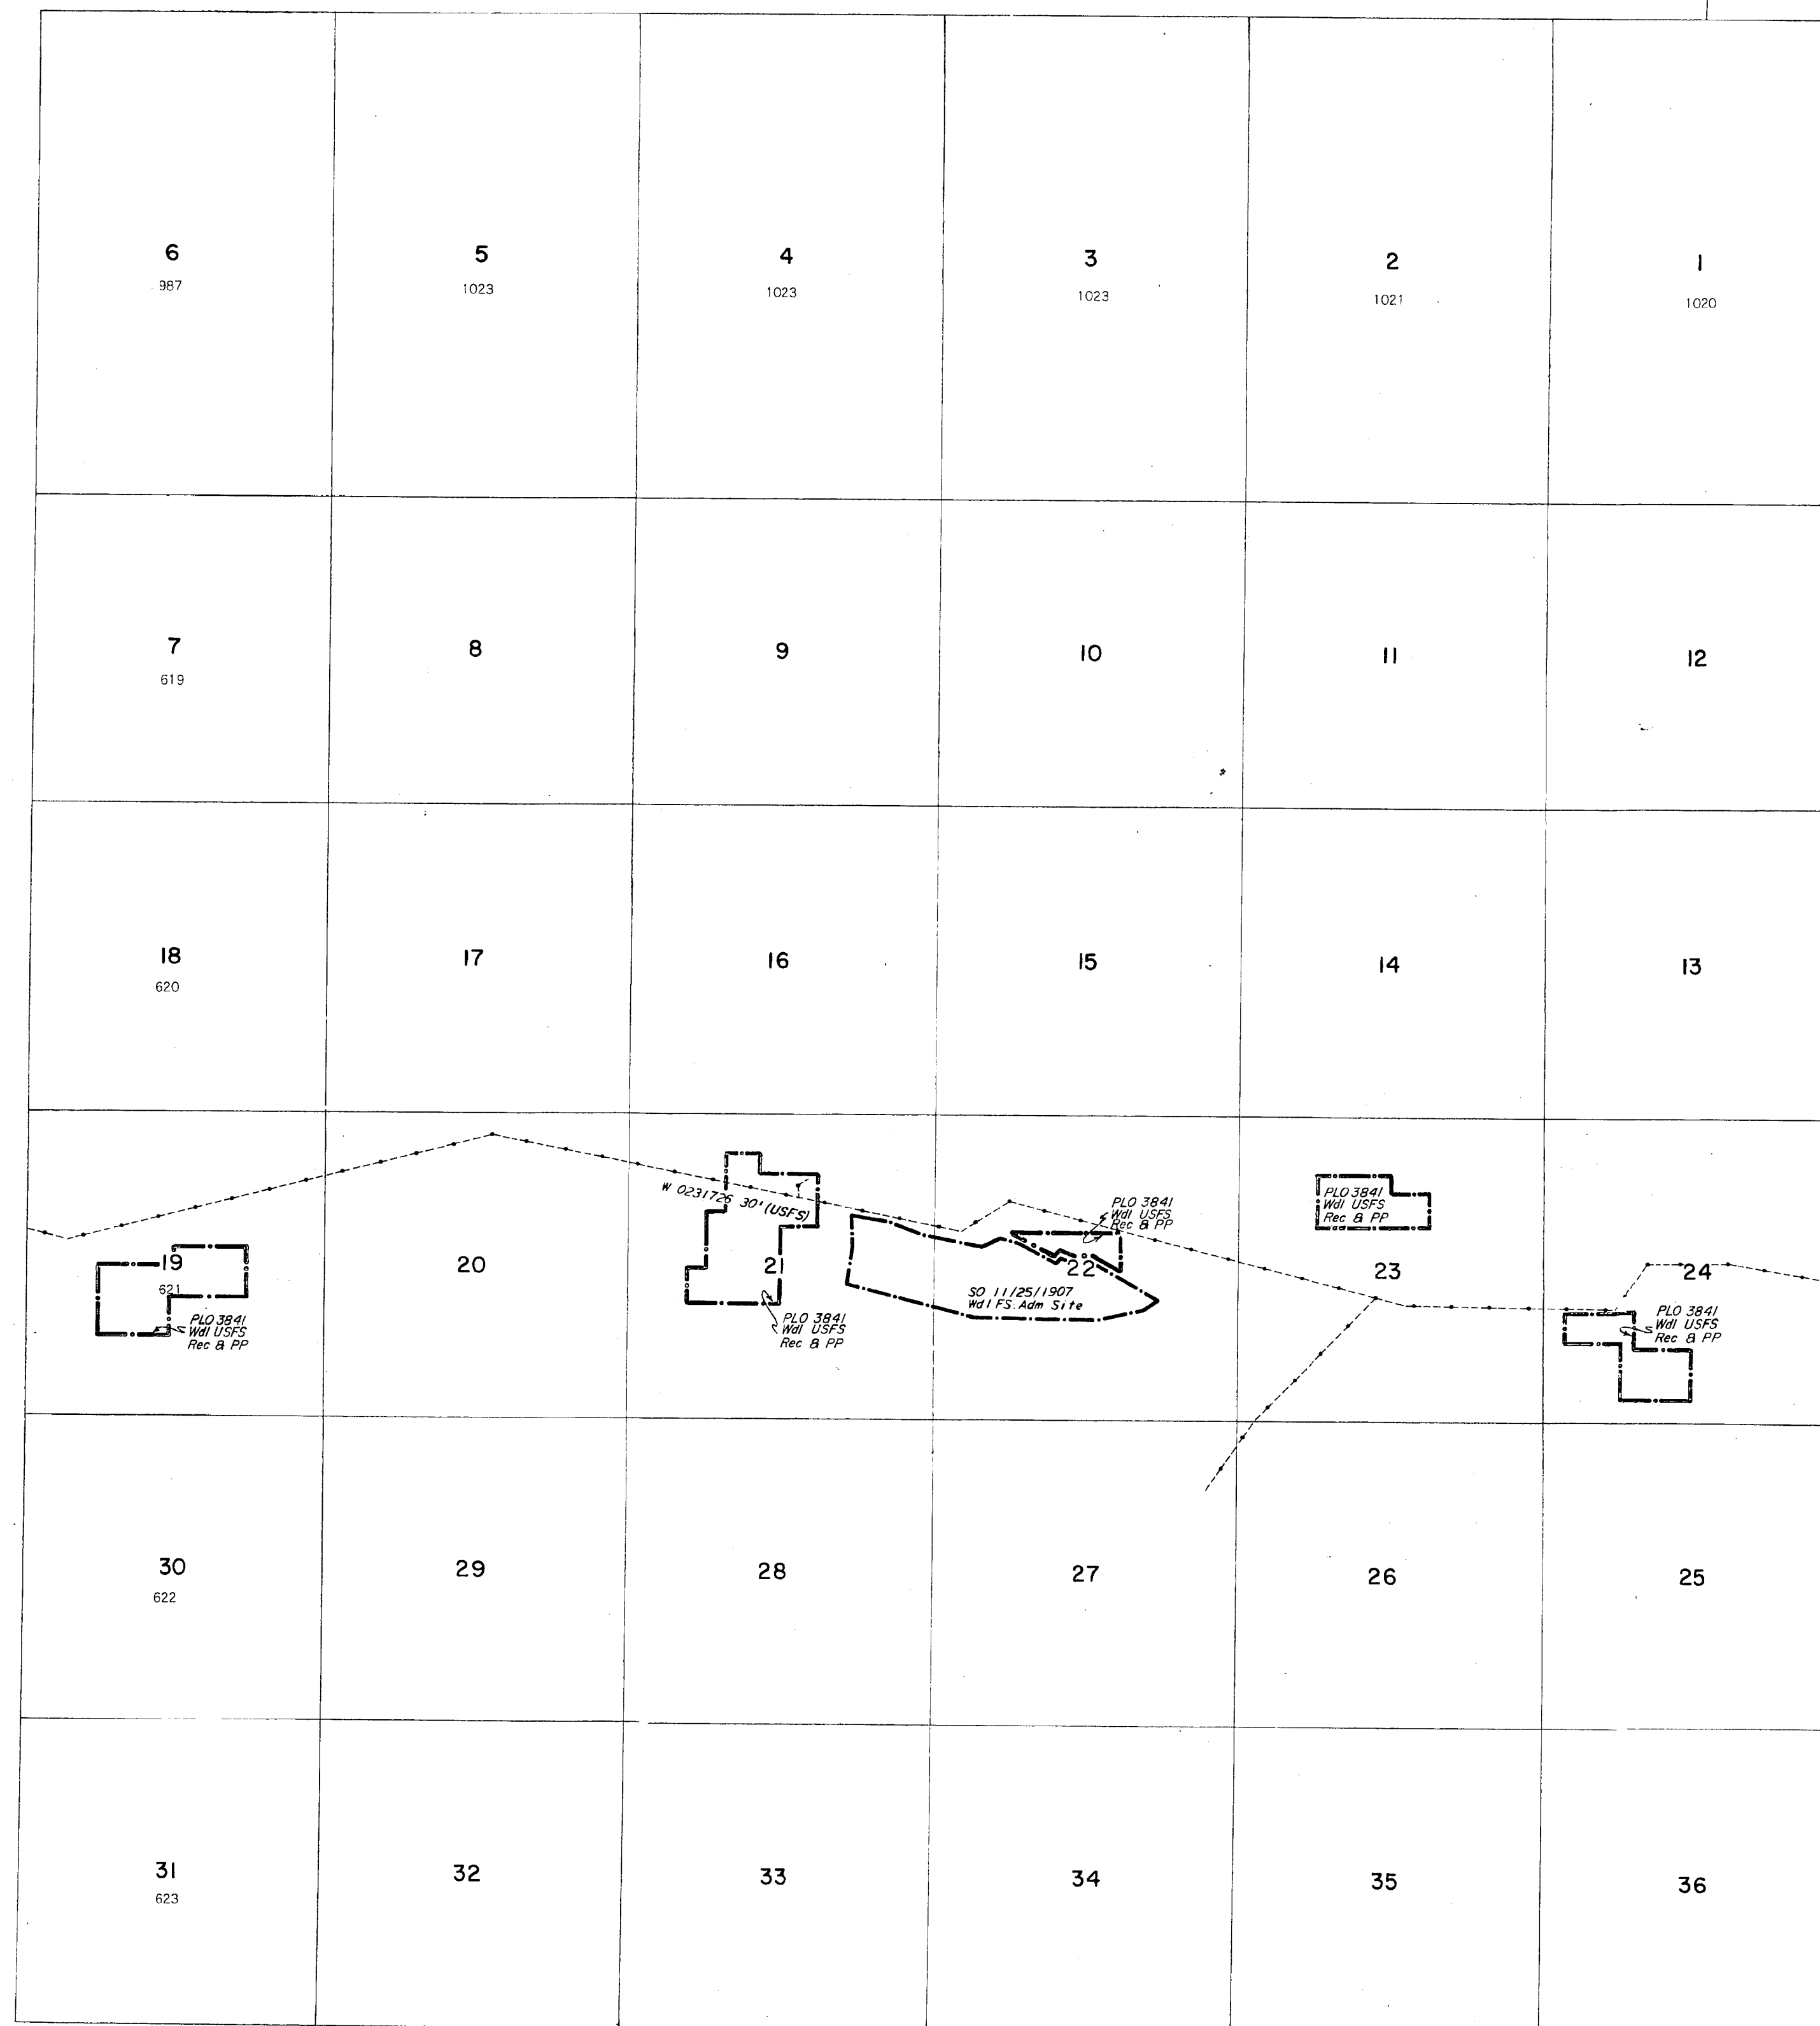 6
987
5
1023
4
1023
3
1023
2
1021
1
1020
7
619
8
9
10
11
12
18
620
17
16
15
14
13
W 0231726 30' (USFS)
19
621
PLO 3841
Wdl USFS
Rec & PP
20
21
PLO 3841
Wdl USFS
Rec & PP
PLO 3841
Wdl USFS
Rec & PP
22
SO 11/25/1907
Wdl FS Adm Site
PLO 3841
Wdl USFS
Rec & PP
23
24
PLO 3841
Wdl USFS
Rec & PP
30
622
29
28
27
26
25
31
623
32
33
34
35
36